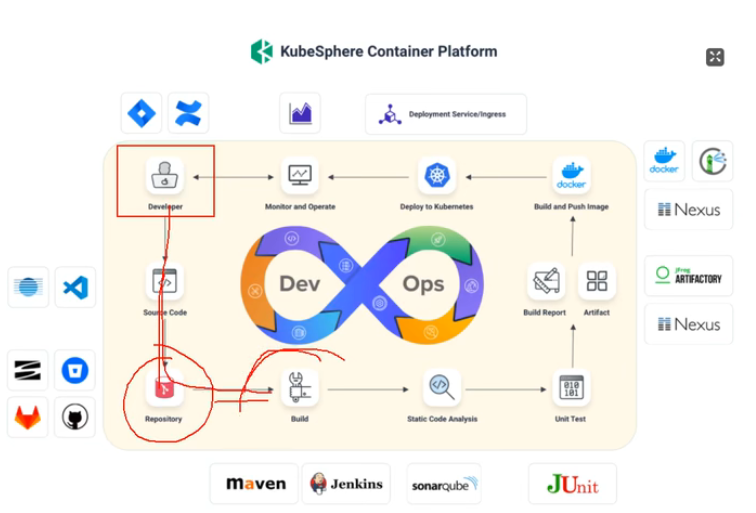 KubeSphere Container Platform
Deployment Service/Ingress
Developer
Monitor and Operate
Deploy to Kubernetes
docker
Build and Push Image
docker
Nexus
Dev
Ops
Source Code
Build Report
Artifact
jfrog
ARTIFACTORY
Nexus
Repository
Build
Static Code Analysis
010
101
Unit Test
maven
Jenkins
sonarqube
JUnit